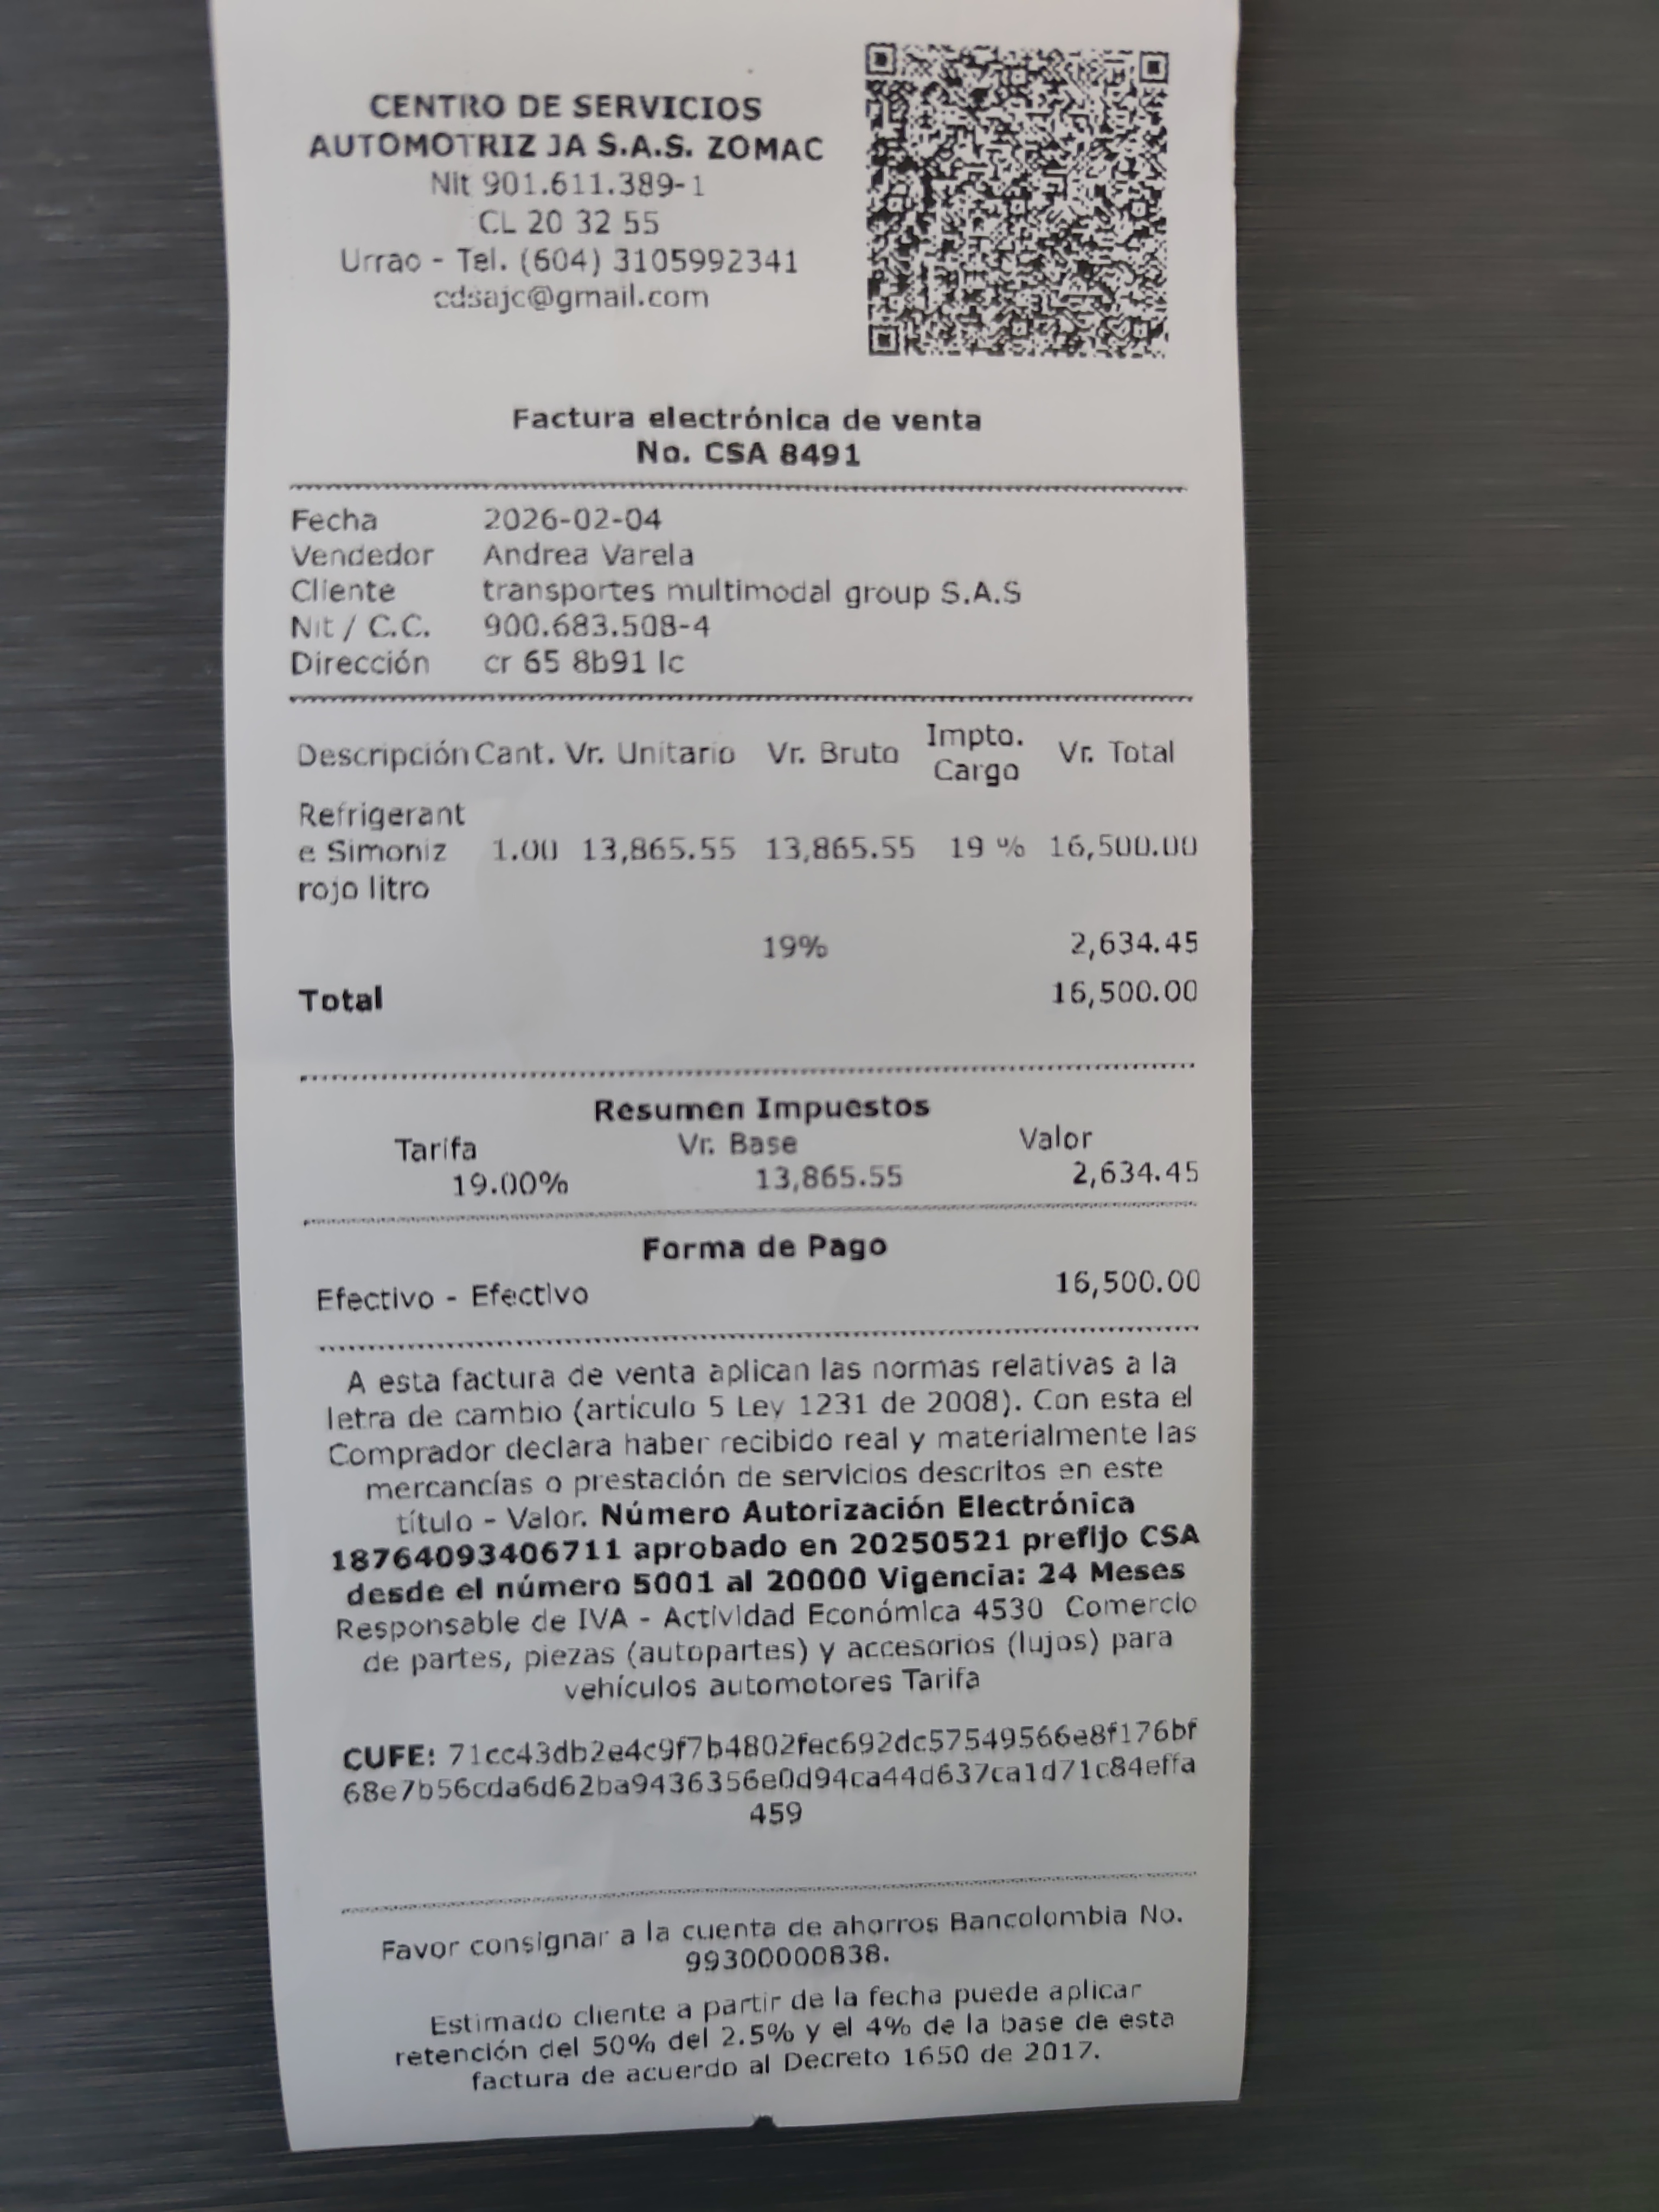 CENTRO DE SERVICIOS
AUTOMOTRIZ JA S.A.S. ZOMAC
Nit 901.611.389-1
CL 20 32 55
Urrao - Tel. (604) 3105992341
cdsajc@gmail.com
Factura electrónica de venta
No. CSA 8491
Fecha 2026-02-04
Vendedor Andrea Varela
Cliente transportes multimodal group S.A.S
Nit / C.C. 900.683.508-4
Dirección cr 65 8b91 lc
Descripción Cant. Vr. Unitario Vr. Bruto Impto. Cargo Vr. Total
Refrigerant
e Simoniz 1.00 13,865.55 13,865.55 19 % 16,500.00
rojo litro
19% 2,634.45
Total 16,500.00
Resumen Impuestos
Tarifa Vr. Base Valor
19.00% 13,865.55 2,634.45
Forma de Pago
Efectivo - Efectivo 16,500.00
A esta factura de venta aplican las normas relativas a la
letra de cambio (artículo 5 Ley 1231 de 2008). Con esta el
Comprador declara haber recibido real y materialmente las
mercancías o prestación de servicios descritos en este
título - Valor. Número Autorización Electrónica
18764093406711 aprobado en 20250521 prefijo CSA
desde el número 5001 al 20000 Vigencia: 24 Meses
Responsable de IVA - Actividad Económica 4530 Comercio
de partes, piezas (autopartes) y accesorios (lujos) para
vehículos automotores Tarifa
CUFE: 71cc43db2e4c9f7b4802fec692dc57549566e8f176bf
68e7b56cda6d62ba9436356e0d94ca44d637ca1d71c84effa
459
Favor consignar a la cuenta de ahorros Bancolombia No.
99300000838.
Estimado cliente a partir de la fecha puede aplicar
retención del 50% del 2.5% y el 4% de la base de esta
factura de acuerdo al Decreto 1650 de 2017.